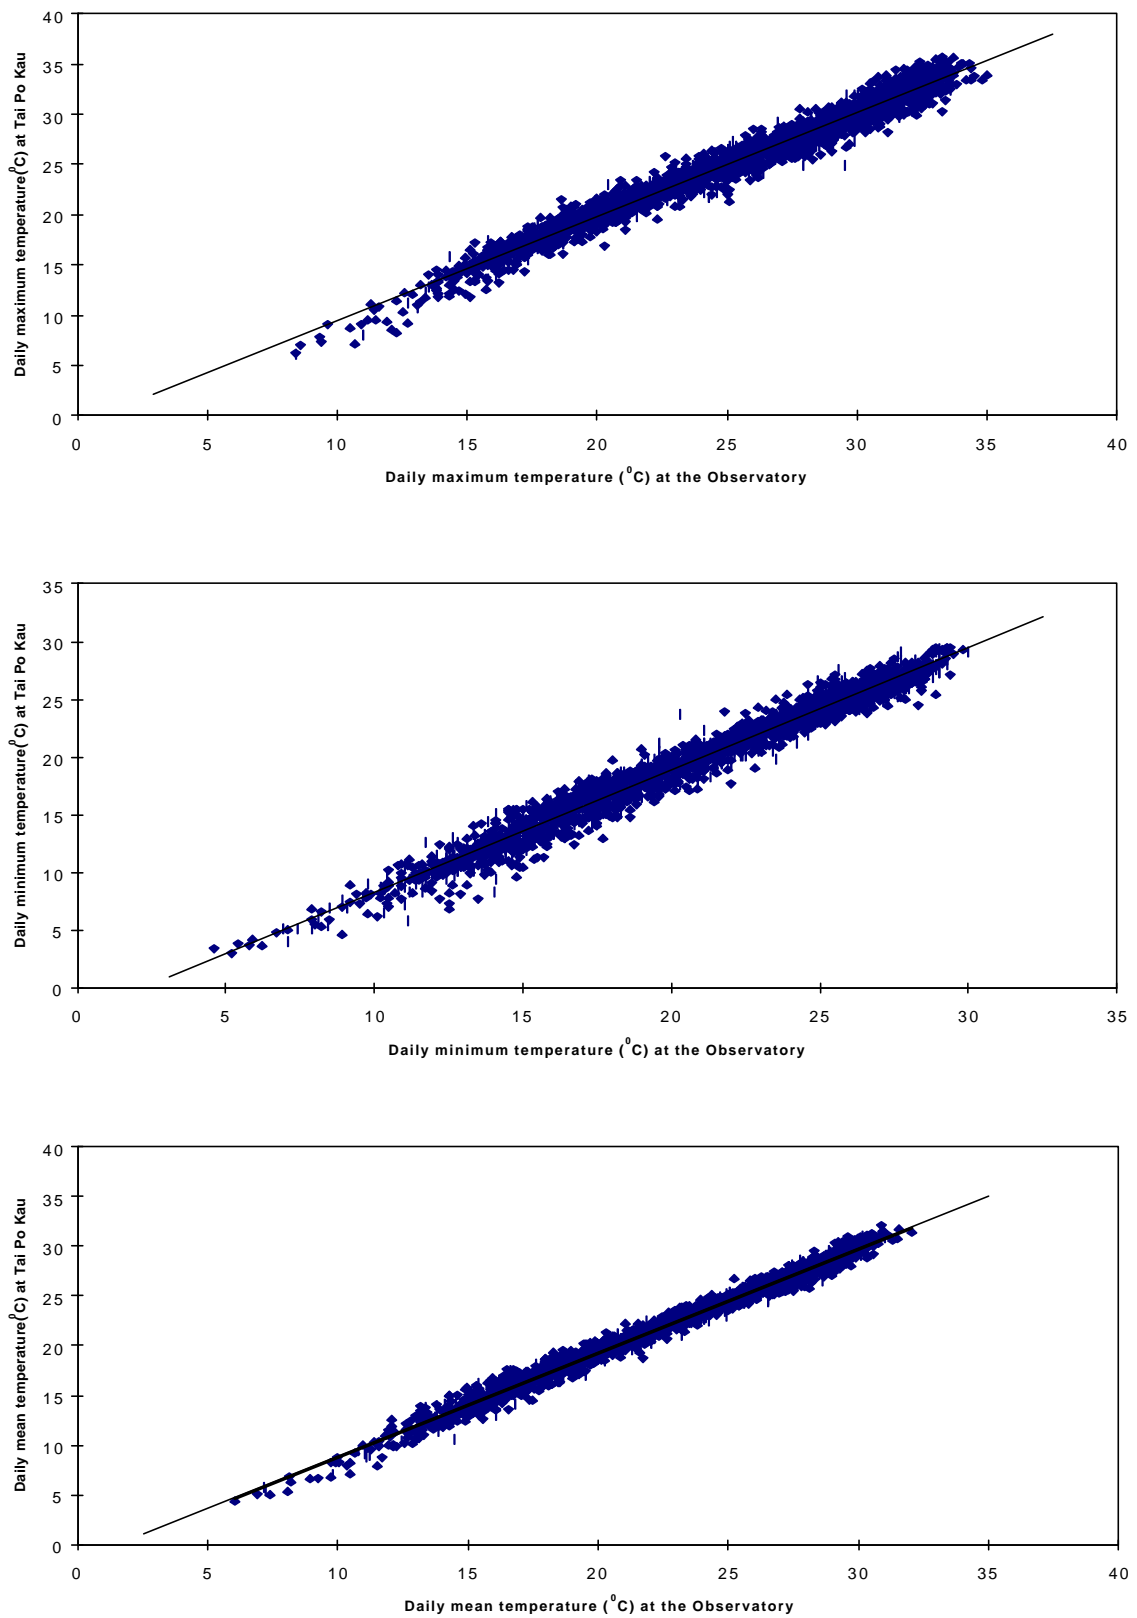 Daily maximum temperature(⁰C) at Tai Po Kau
40
35
30
25
20
15
10
5
0
0 5 10 15 20 25 30 35 40
Daily maximum temperature (⁰C) at the Observatory
Daily minimum temperature(⁰C) at Tai Po Kau
35
30
25
20
15
10
5
0
0 5 10 15 20 25 30 35
Daily minimum temperature (⁰C) at the Observatory
Daily mean temperature(⁰C) at Tai Po Kau
40
35
30
25
20
15
10
5
0
0 5 10 15 20 25 30 35 40
Daily mean temperature (⁰C) at the Observatory